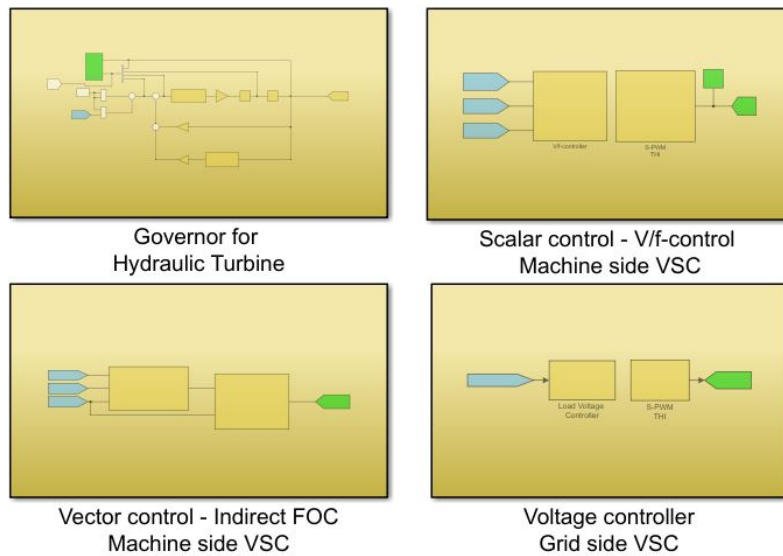 V/f-controller
S-PWM
THI
Governor for
Hydraulic Turbine
Scalar control - V/f-control
Machine side VSC
Load Voltage
Controller
S-PWM
THI
Vector control - Indirect FOC
Machine side VSC
Voltage controller
Grid side VSC